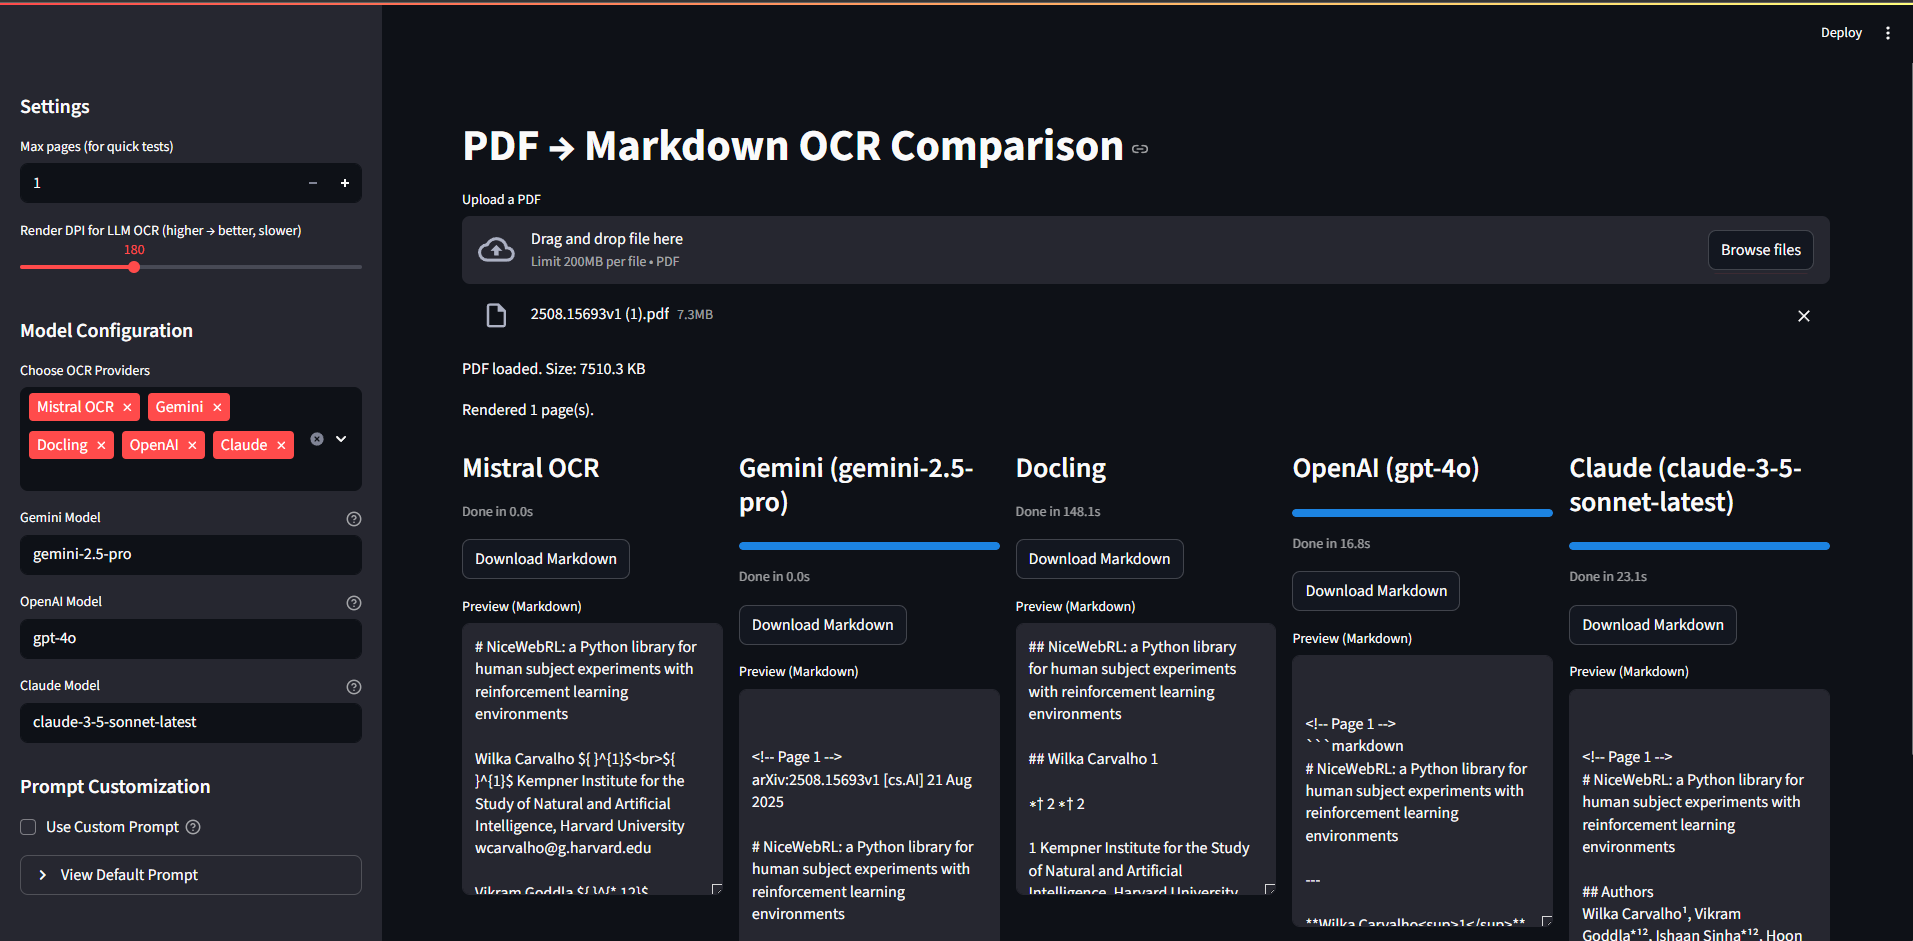 Deploy
Settings
Max pages (for quick tests)
1
Render DPI for LLM OCR (higher → better, slower)
180
Model Configuration
Choose OCR Providers
Mistral OCR ×
Gemini ×
Docling ×
OpenAI ×
Claude ×
Gemini Model
gemini-2.5-pro
OpenAI Model
gpt-4o
Claude Model
claude-3-5-sonnet-latest
Prompt Customization
Use Custom Prompt
View Default Prompt
PDF → Markdown OCR Comparison
Upload a PDF
Drag and drop file here
Limit 200MB per file • PDF
Browse files
2508.15693v1 (1).pdf 7.3MB
PDF loaded. Size: 7510.3 KB
Rendered 1 page(s).
Mistral OCR
Done in 0.0s
Download Markdown
Preview (Markdown)
# NiceWebRL: a Python library for
human subject experiments with
reinforcement learning
environments
Wilka Carvalho ${ }^{1}$<br>${
}^{1}$ Kempner Institute for the
Study of Natural and Artificial
Intelligence, Harvard University
wcarvalho@g.harvard.edu
Vikram Goddla ${ }^{*,12}$
Gemini (gemini-2.5-
pro)
Done in 0.0s
Download Markdown
Preview (Markdown)
<!-- Page 1 -->
arXiv:2508.15693v1 [cs.AI] 21 Aug
2025
# NiceWebRL: a Python library for
human subject experiments with
reinforcement learning
environments
Docling
Done in 148.1s
Download Markdown
Preview (Markdown)
## NiceWebRL: a Python library
for human subject experiments
with reinforcement learning
environments
## Wilka Carvalho 1
∗† 2 ∗† 2
1 Kempner Institute for the Study
of Natural and Artificial
Intelligence, Harvard University
OpenAI (gpt-4o)
Done in 16.8s
Download Markdown
Preview (Markdown)
<!-- Page 1 -->
```markdown
# NiceWebRL: a Python library for
human subject experiments with
reinforcement learning
environments
---
**Wilka Carvalho<sup>1</sup>**
Claude (claude-3-5-
sonnet-latest)
Done in 23.1s
Download Markdown
Preview (Markdown)
<!-- Page 1 -->
# NiceWebRL: a Python library for
human subject experiments with
reinforcement learning
environments
## Authors
Wilka Carvalho¹, Vikram
Goddla*¹², Ishaan Sinha*¹², Hoon